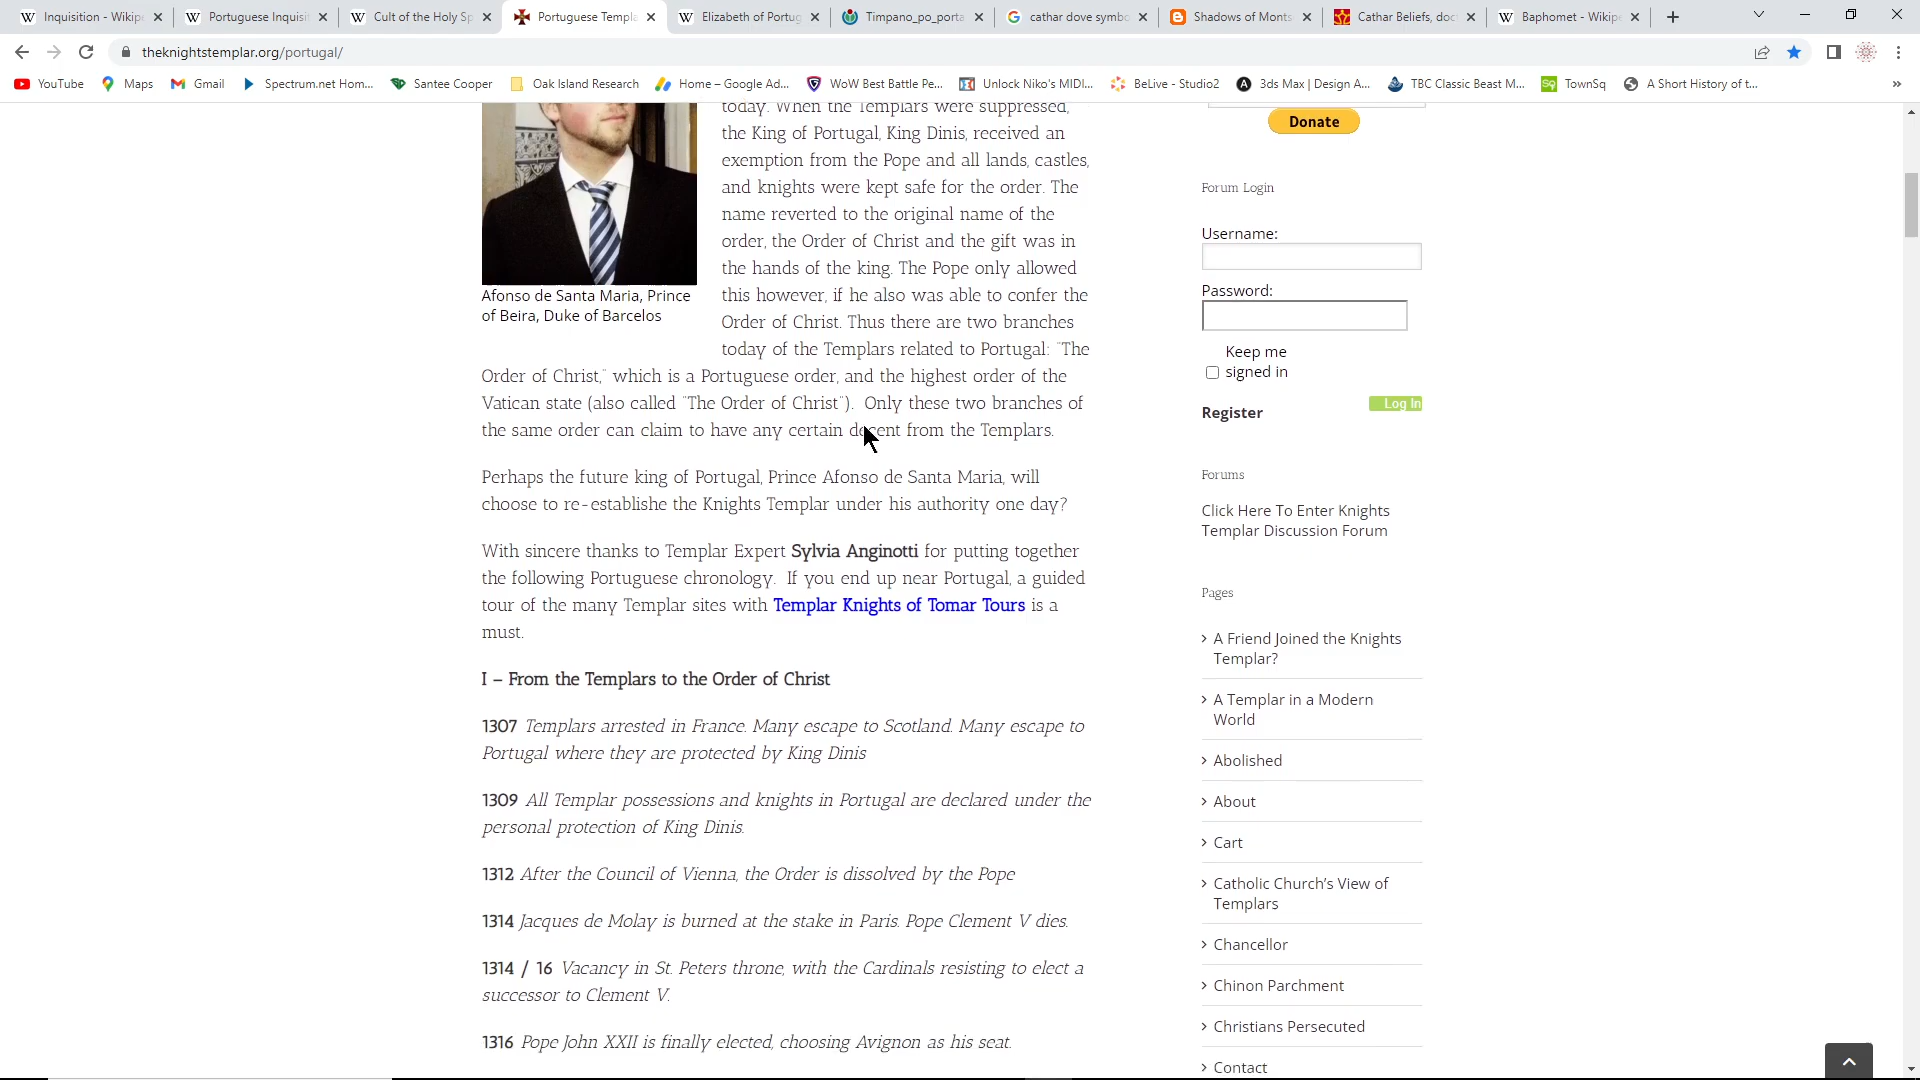 Inquisition - Wikip
Portuguese Inquisi
Cult of the Holy Sp
Portuguese Templa
Elizabeth of Portug
Timpano_po_porta
cathar dove symbo
Shadows of Monts
Cathar Beliefs, doc
Baphomet - Wikip
theknightstemplar.org/portugal/
YouTube
Maps
Gmail
Spectrum.net Hom...
Santee Cooper
Oak Island Research
Home – Google Ad...
WoW Best Battle Pe...
Unlock Niko's MIDI...
BeLive - Studio2
3ds Max | Design A...
TBC Classic Beast M...
TownSq
A Short History of t...
today. When the Templars were suppressed,
the King of Portugal, King Dinis, received an
exemption from the Pope and all lands, castles,
and knights were kept safe for the order. The
name reverted to the original name of the
order, the Order of Christ and the gift was in
the hands of the king. The Pope only allowed
this however, if he also was able to confer the
Order of Christ. Thus there are two branches
today of the Templars related to Portugal: "The
Order of Christ," which is a Portuguese order, and the highest order of the
Vatican state (also called "The Order of Christ"). Only these two branches of
the same order can claim to have any certain decent from the Templars.
Afonso de Santa Maria, Prince
of Beira, Duke of Barcelos
Perhaps the future king of Portugal, Prince Afonso de Santa Maria, will
choose to re-establishe the Knights Templar under his authority one day?
With sincere thanks to Templar Expert Sylvia Anginotti for putting together
the following Portuguese chronology. If you end up near Portugal, a guided
tour of the many Templar sites with Templar Knights of Tomar Tours is a
must.
I – From the Templars to the Order of Christ
1307 Templars arrested in France. Many escape to Scotland. Many escape to
Portugal where they are protected by King Dinis
1309 All Templar possessions and knights in Portugal are declared under the
personal protection of King Dinis.
1312 After the Council of Vienna, the Order is dissolved by the Pope
1314 Jacques de Molay is burned at the stake in Paris. Pope Clement V dies.
1314 / 16 Vacancy in St. Peters throne, with the Cardinals resisting to elect a
successor to Clement V.
1316 Pope John XXII is finally elected, choosing Avignon as his seat.
Donate
Forum Login
Username:
Password:
Keep me
signed in
Register
Log In
Forums
Click Here To Enter Knights
Templar Discussion Forum
Pages
A Friend Joined the Knights
Templar?
A Templar in a Modern
World
Abolished
About
Cart
Catholic Church's View of
Templars
Chancellor
Chinon Parchment
Christians Persecuted
Contact